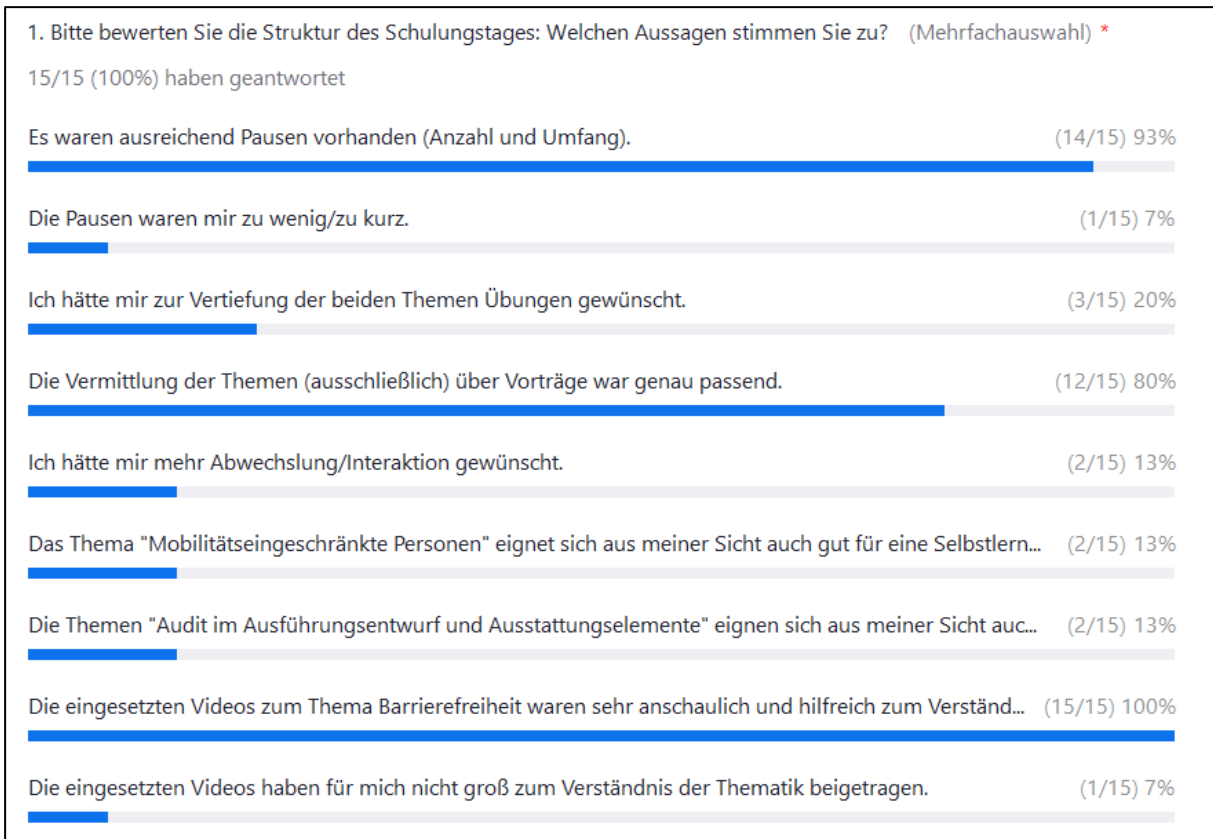 1. Bitte bewerten Sie die Struktur des Schulungstages: Welchen Aussagen stimmen Sie zu? (Mehrfachauswahl) *
15/15 (100%) haben geantwortet
Es waren ausreichend Pausen vorhanden (Anzahl und Umfang). (14/15) 93%
Die Pausen waren mir zu wenig/zu kurz. (1/15) 7%
Ich hätte mir zur Vertiefung der beiden Themen Übungen gewünscht. (3/15) 20%
Die Vermittlung der Themen (ausschließlich) über Vorträge war genau passend. (12/15) 80%
Ich hätte mir mehr Abwechslung/Interaktion gewünscht. (2/15) 13%
Das Thema "Mobilitätseingeschränkte Personen" eignet sich aus meiner Sicht auch gut für eine Selbstlern... (2/15) 13%
Die Themen "Audit im Ausführungsentwurf und Ausstattungselemente" eignen sich aus meiner Sicht auc... (2/15) 13%
Die eingesetzten Videos zum Thema Barrierefreiheit waren sehr anschaulich und hilfreich zum Verständ... (15/15) 100%
Die eingesetzten Videos haben für mich nicht groß zum Verständnis der Thematik beigetragen. (1/15) 7%